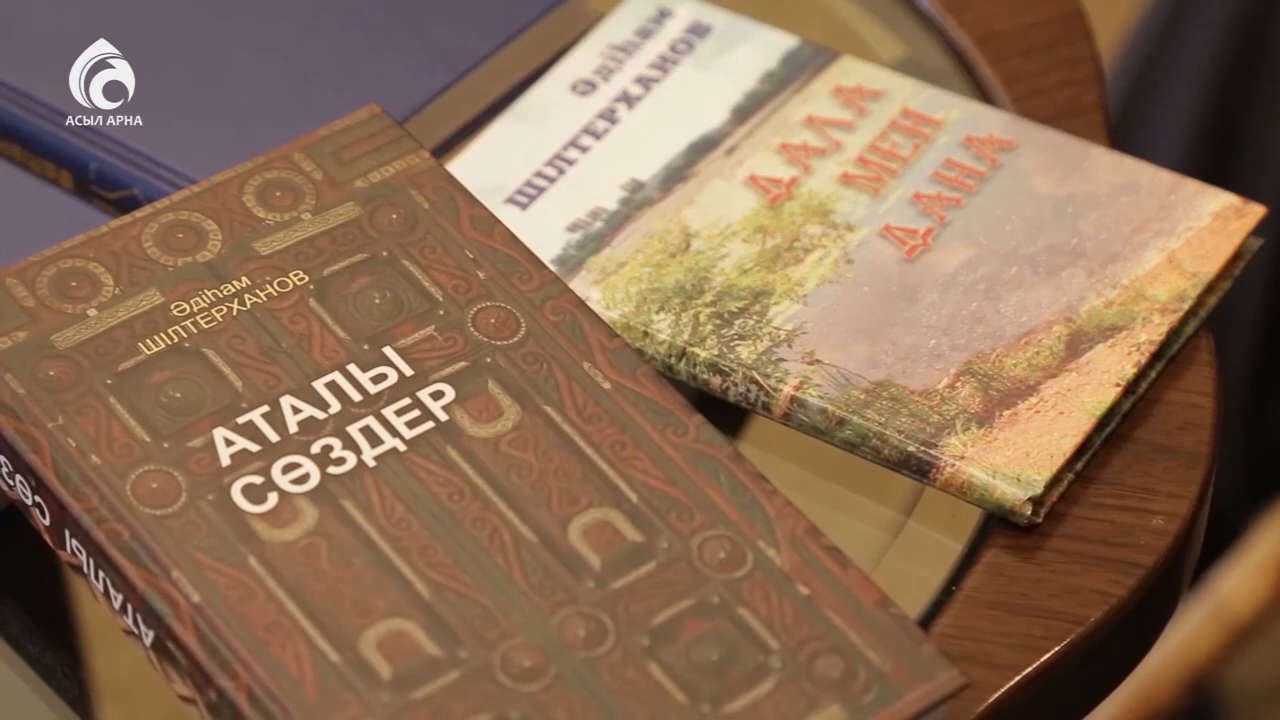 АСЫЛ АРНА
Әдіһам
ШІЛТЕРХАНОВ
ДАЛА
МЕН
ДАНА
Әдіһам
ШІЛТЕРХАНОВ
АТАЛЫ
СӨЗДЕР
АТАЛЫ СӨЗ